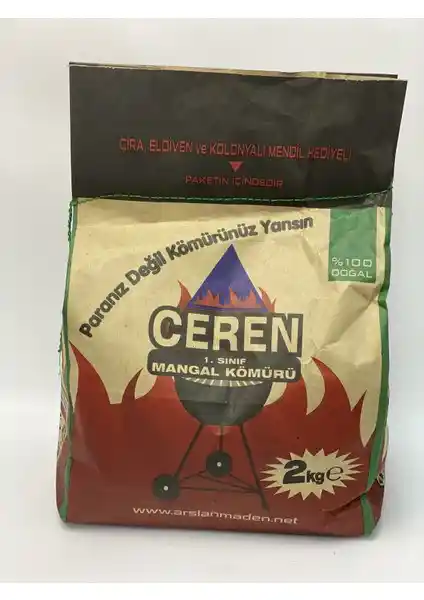 ÇIRA, ELDİVEN ve KOLONYALI MENDİL HEDİYELİ
PAKETİN İÇİNDEDİR
Paranız Değil Kömürünüz Yansın
%100
DOĞAL
CEREN
1. SINIF
MANGAL KÖMÜRÜ
2kg e
www.arslanmaden.net